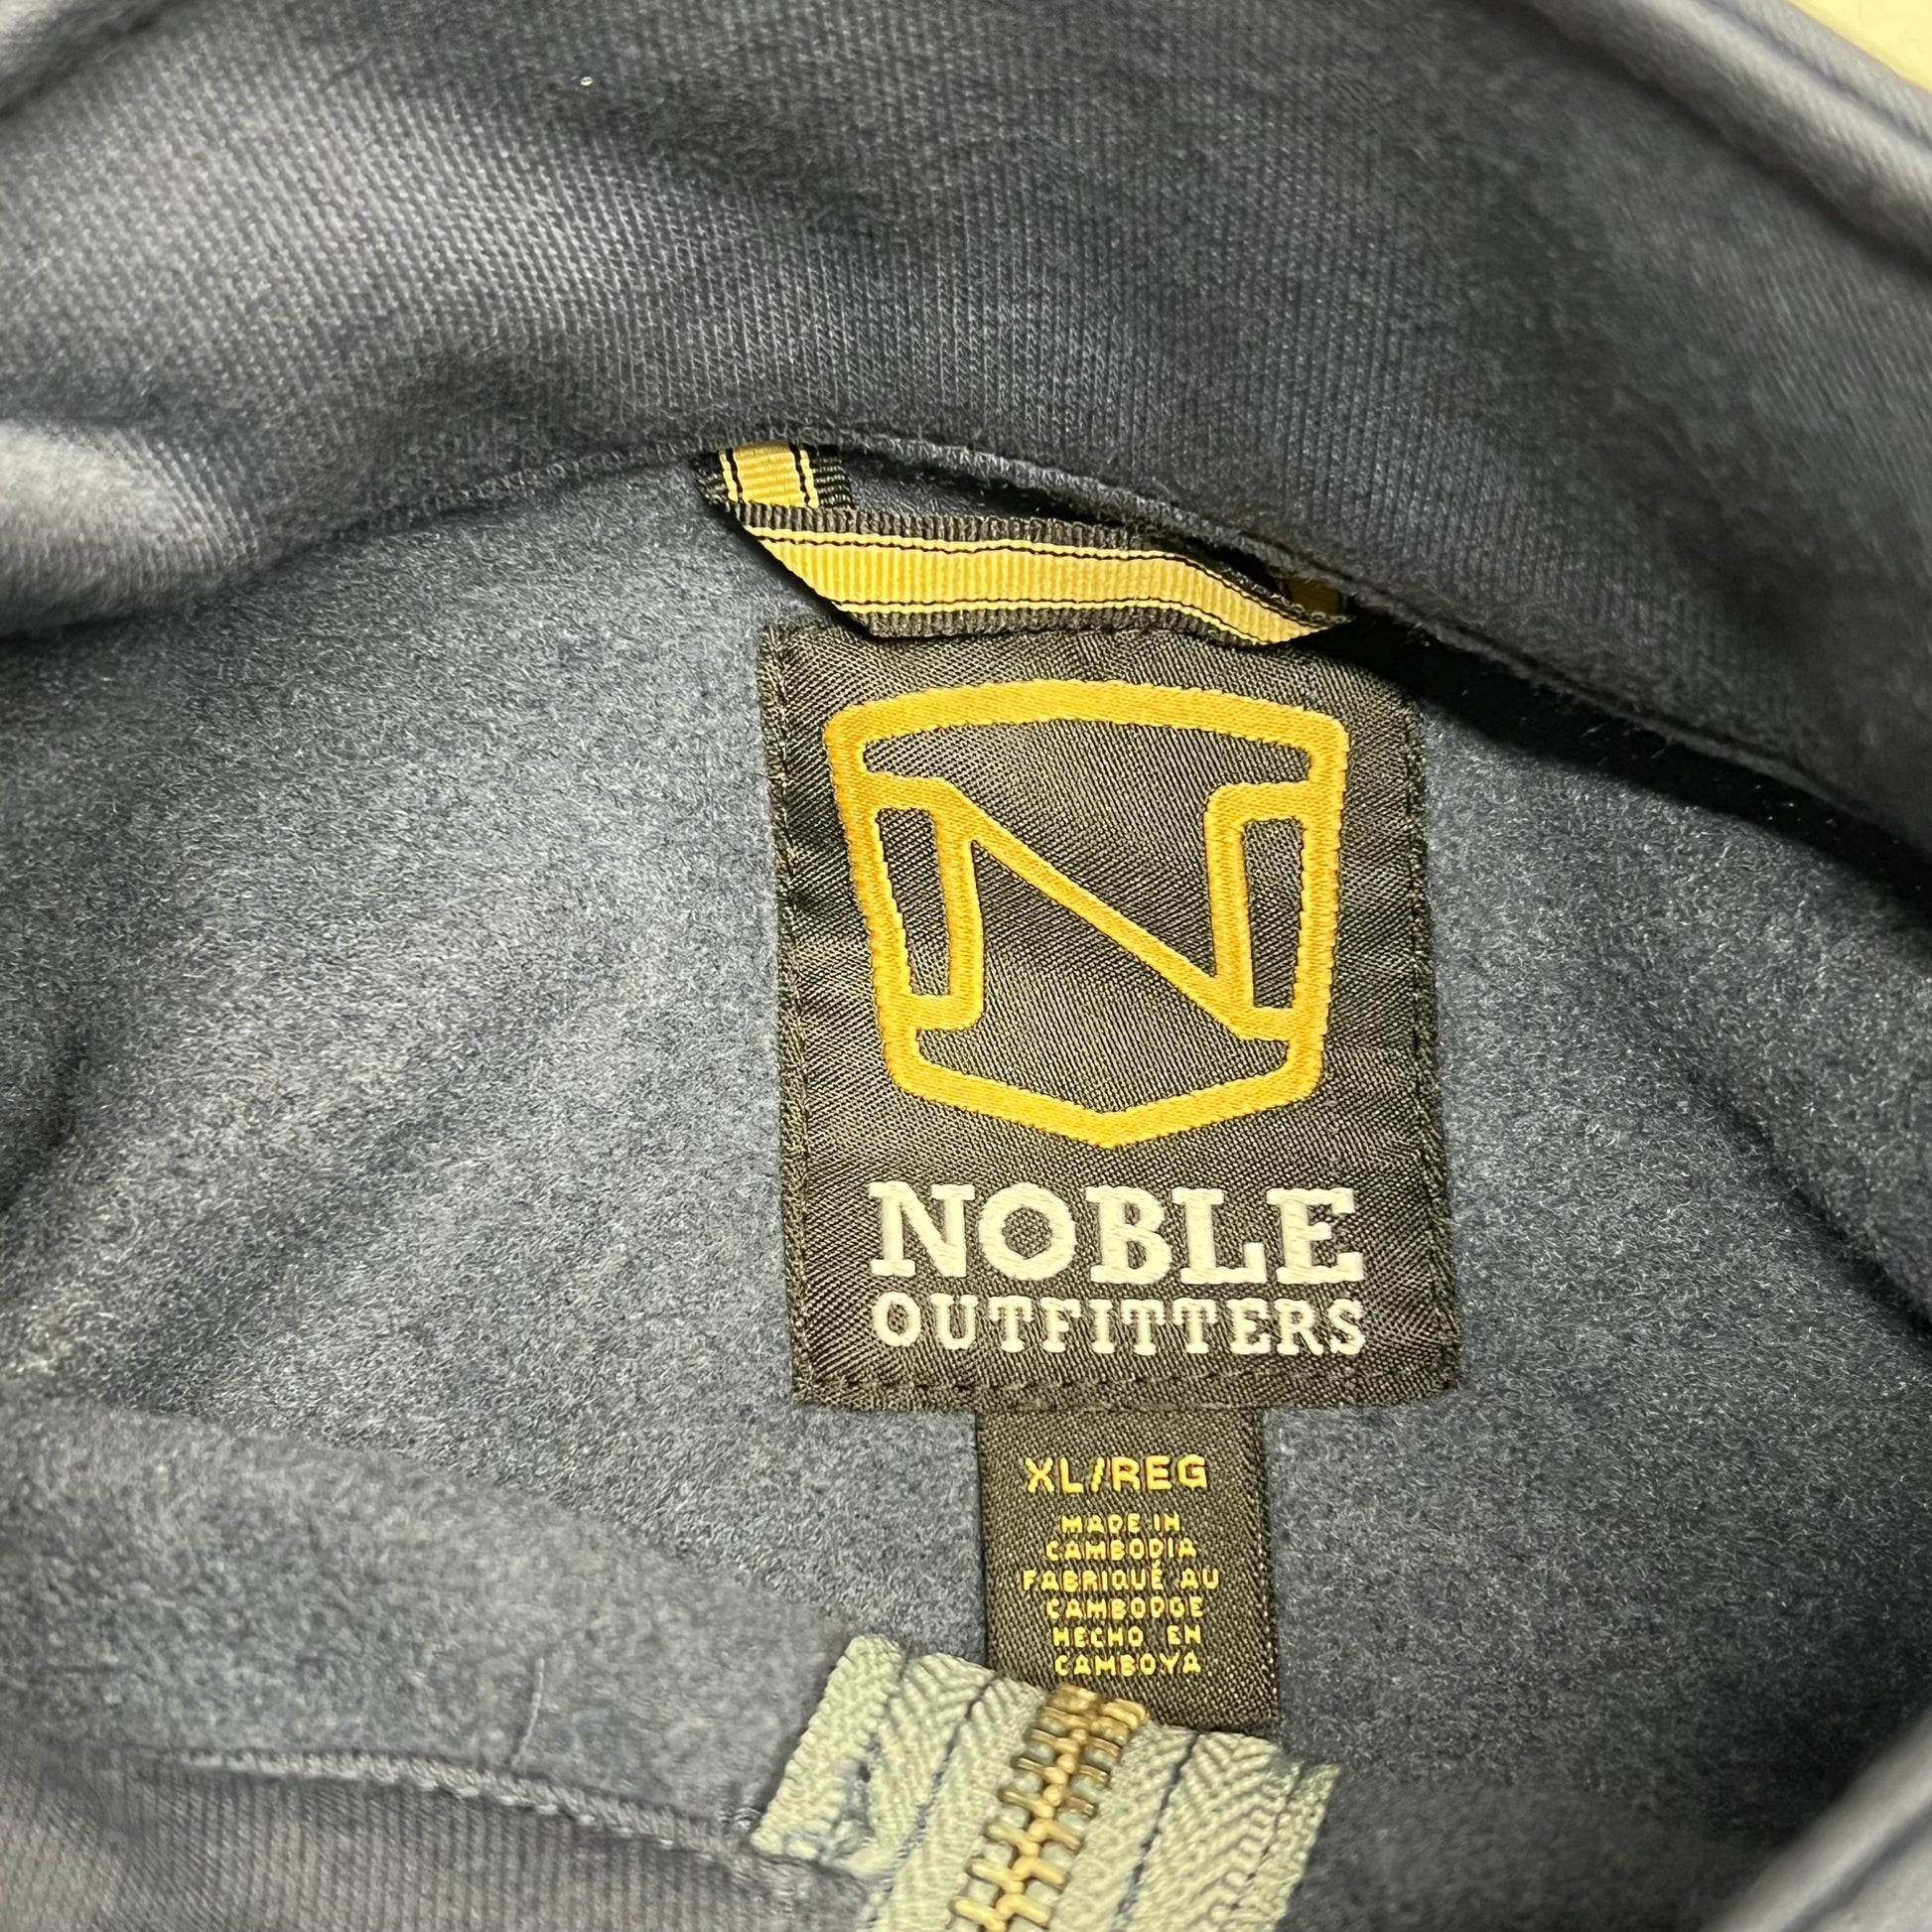 N
NOBLE
OUTFITTERS
XL/REG
MADE IN
CAMBODIA
FABRIQUÉ AU
CAMBODGE
HECHO EN
CAMBOYA